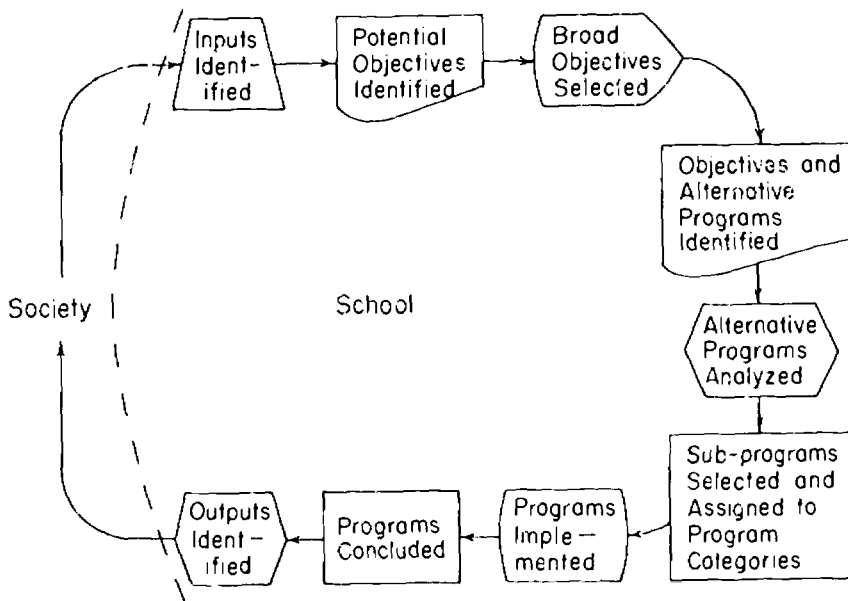 Inputs
Ident-
ified
Potential
Objectives
Identified
Broad
Objectives
Selected
Objectives and
Alternative
Programs
Identified
Alternative
Programs
Analyzed
Sub-programs
Selected and
Assigned to
Program
Categories
Programs
Imple-
mented
Programs
Concluded
Outputs
Ident-
ified
Society
School